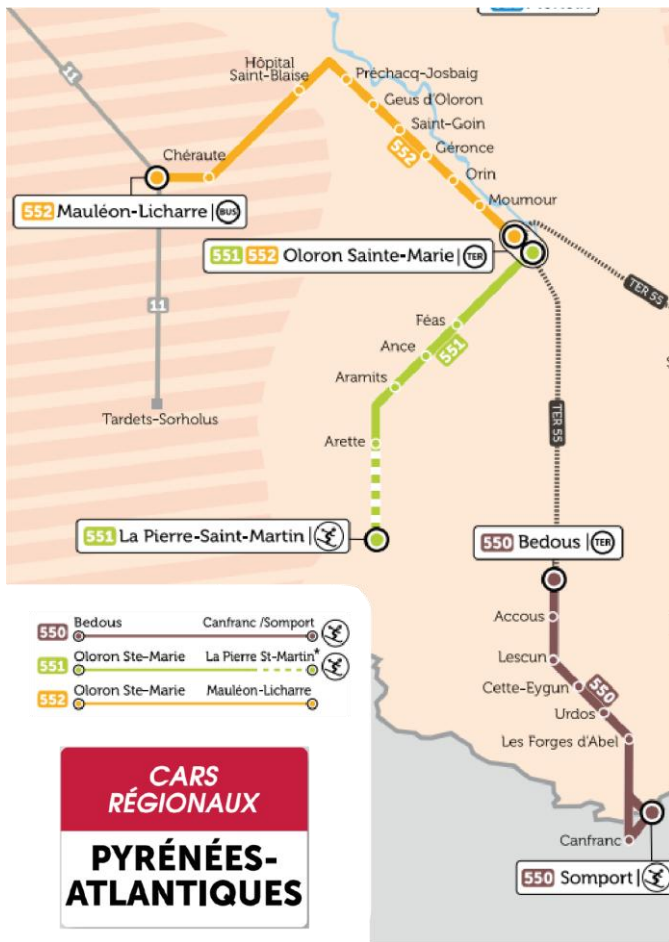 11
Hôpital
Saint-Blaise
Préchacq-Josbaig
Geus d'Oloron
Saint-Goin
552
Géronce
Chéraute
Orin
Moumour
552 Mauléon-Licharre | BUS
551 552 Oloron Sainte-Marie | TER
TER 55
11
Féas
Ance
551
Aramits
Tardets-Sorholus
TER 55
Arette
551 La Pierre-Saint-Martin |
550 Bedous | TER
Accous
Lescun
Cette-Eygun
550
Urdos
Les Forges d'Abel
Canfranc
550 Somport |
550 Bedous Canfranc /Somport
551 Oloron Ste-Marie La Pierre St-Martin*
552 Oloron Ste-Marie Mauléon-Licharre
CARS
RÉGIONAUX
PYRÉNÉES-
ATLANTIQUES